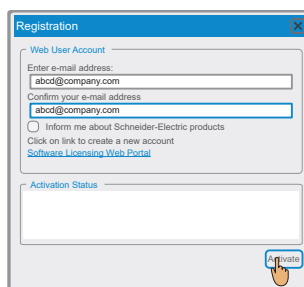 Registration
Web User Account
Enter e-mail address:
abcd@company.com
Confirm your e-mail address
abcd@company.com
Inform me about Schneider-Electric products
Click on link to create a new account
Software Licensing Web Portal
Activation Status
Activate